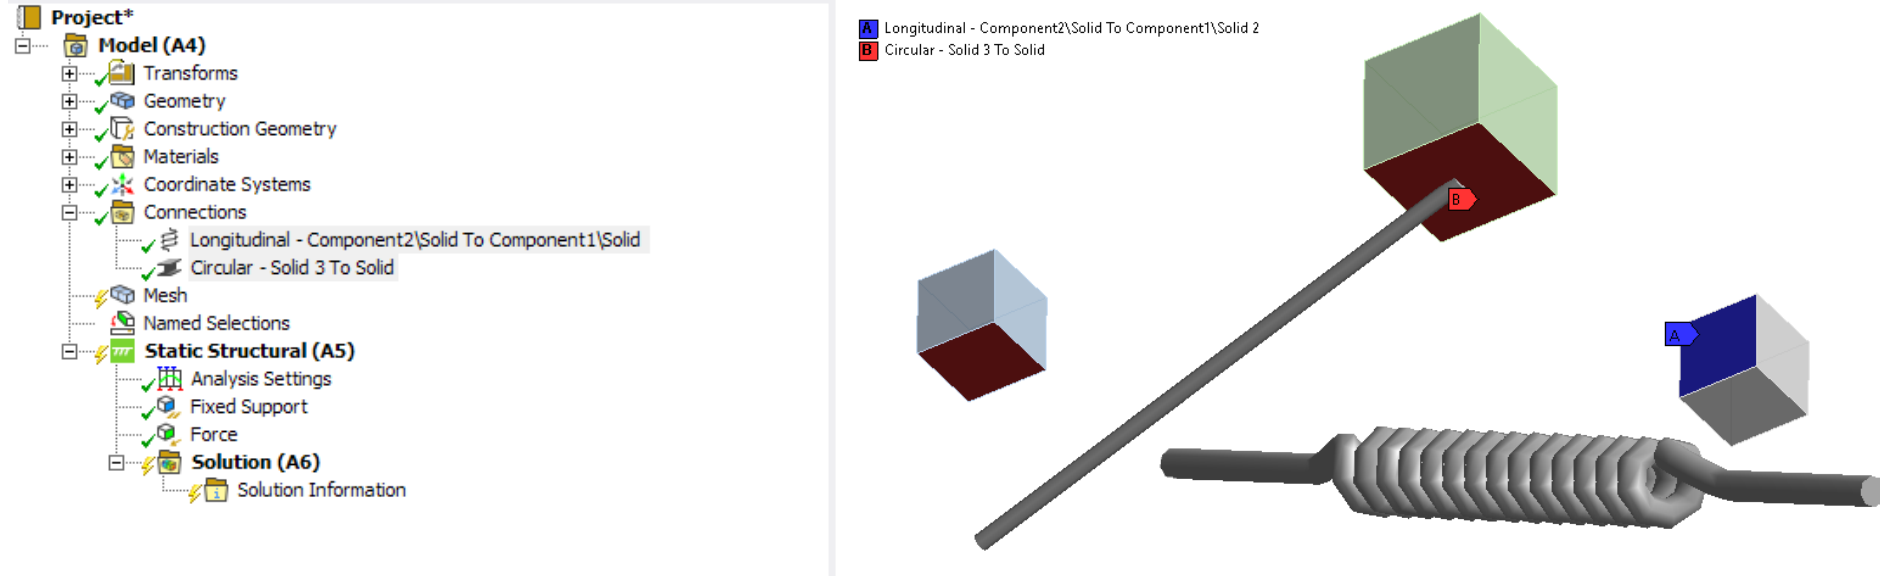 Project*
Model (A4)
Transforms
Geometry
Construction Geometry
Materials
Coordinate Systems
Connections
Longitudinal - Component2\Solid To Component1\Solid
Circular - Solid 3 To Solid
Mesh
Named Selections
Static Structural (A5)
Analysis Settings
Fixed Support
Force
Solution (A6)
Solution Information
A Longitudinal - Component2\Solid To Component1\Solid 2
B Circular - Solid 3 To Solid
B
A